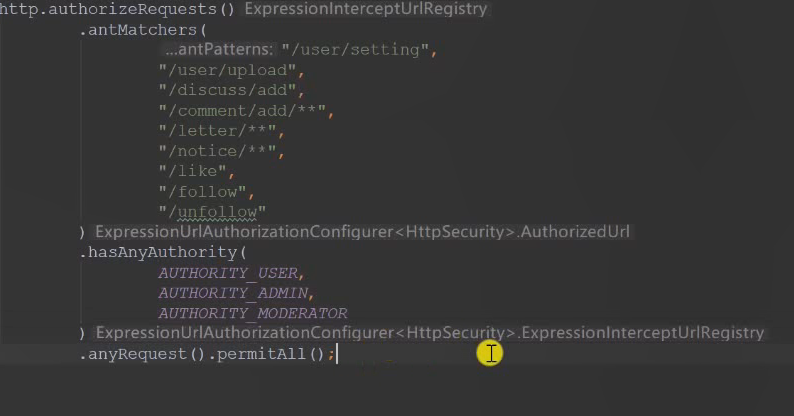 http.authorizeRequests() ExpressionInterceptUrlRegistry
.antMatchers(
...antPatterns: "/user/setting",
"/user/upload",
"/discuss/add",
"/comment/add/**",
"/letter/**",
"/notice/**",
"/like",
"/follow",
"/unfollow"
) ExpressionUrlAuthorizationConfigurer<HttpSecurity>.AuthorizedUrl
.hasAnyAuthority(
AUTHORITY_USER,
AUTHORITY_ADMIN,
AUTHORITY_MODERATOR
) ExpressionUrlAuthorizationConfigurer<HttpSecurity>.ExpressionInterceptUrlRegistry
.anyRequest().permitAll();